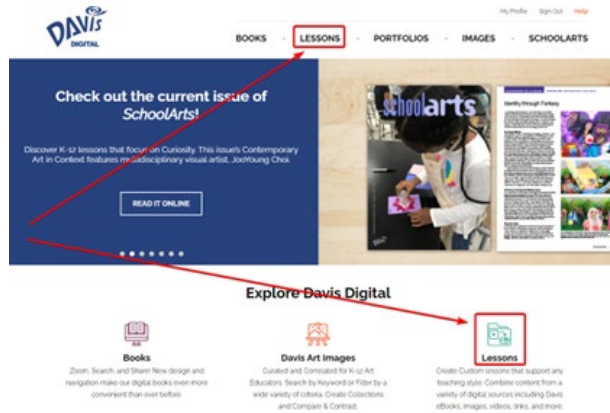 My Profile Sign Out Help
DAVIS
DIGITAL
BOOKS - LESSONS - PORTFOLIOS - IMAGES - SCHOOLARTS
Check out the current issue of
SchoolArts!
Discover K-12 lessons that focus on Curiosity. This issue's Contemporary
Art in Context features multidisciplinary visual artist, JooYoung Choi.
READ IT ONLINE
schoolarts
Identity through Fantasy
Explore Davis Digital
Books
Zoom, Search, and Share! New design and
navigation make our digital books even more
convenient than ever before.
Davis Art Images
Curated and Correlated for K-12 Art
Educators. Search by Keyword or Filter by a
wide variety of criteria. Create Collections
and Compare & Contrast.
Lessons
Create Custom lessons that support any
teaching style. Combine content from a
variety of digital sources including Davis
eBooks, images, videos, links, and more.